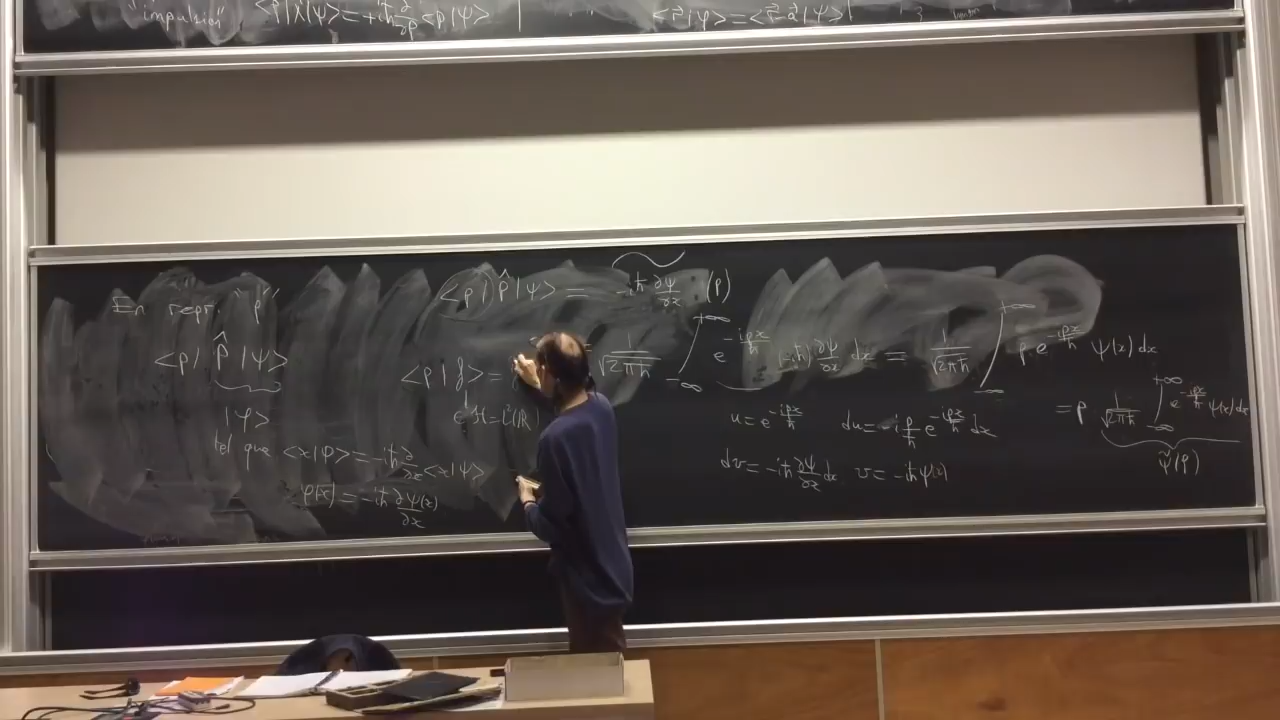 "impulsion" <p|x̂|ψ> = +iħ ∂/∂p <p|ψ>
<r⃗|φ> = <r⃗-a⃗|ψ>
En repr "p"
<p| P̂ |ψ>
|φ>
tel que <x|φ> = -iħ ∂/∂x <x|ψ>
φ(x) = -iħ ∂ψ(x)/∂x
<p|P̂|ψ> = -iħ ∂ψ/∂x (p)
<p|f> =
∈ H = L²(ℝ)
= 1/√(2πħ) ∫_{-∞}^{+∞} e^{-ipx/ħ} (-iħ) ∂ψ/∂x dx = 1/√(2πħ) ∫_{-∞}^{+∞} p e^{-ipx/ħ} ψ(x) dx
u = e^{-ipx/ħ} du = -i p/ħ e^{-ipx/ħ} dx
dv = -iħ ∂ψ/∂x dx v = -iħ ψ(x)
= p 1/√(2πħ) ∫_{-∞}^{+∞} e^{-ipx/ħ} ψ(x) dx
ψ̃(p)